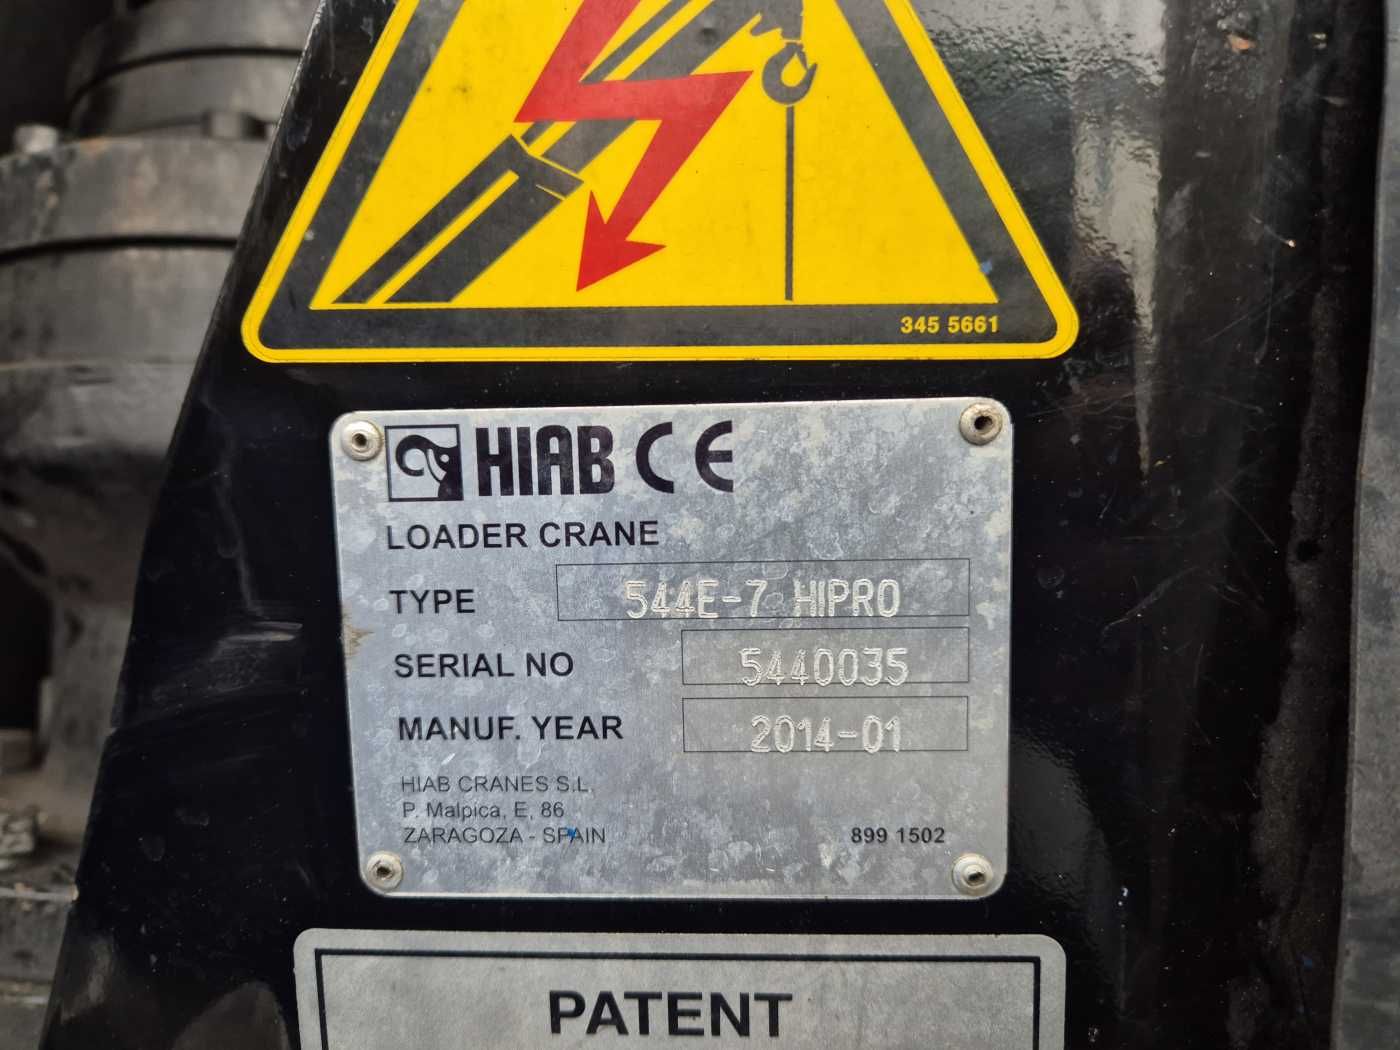 345 5661
HIAB CE
LOADER CRANE
TYPE 544E-7 HIPRO
SERIAL NO 5440035
MANUF. YEAR 2014-01
HIAB CRANES S.L.
P. Malpica, E, 86
ZARAGOZA - SPAIN 899 1502
PATENT